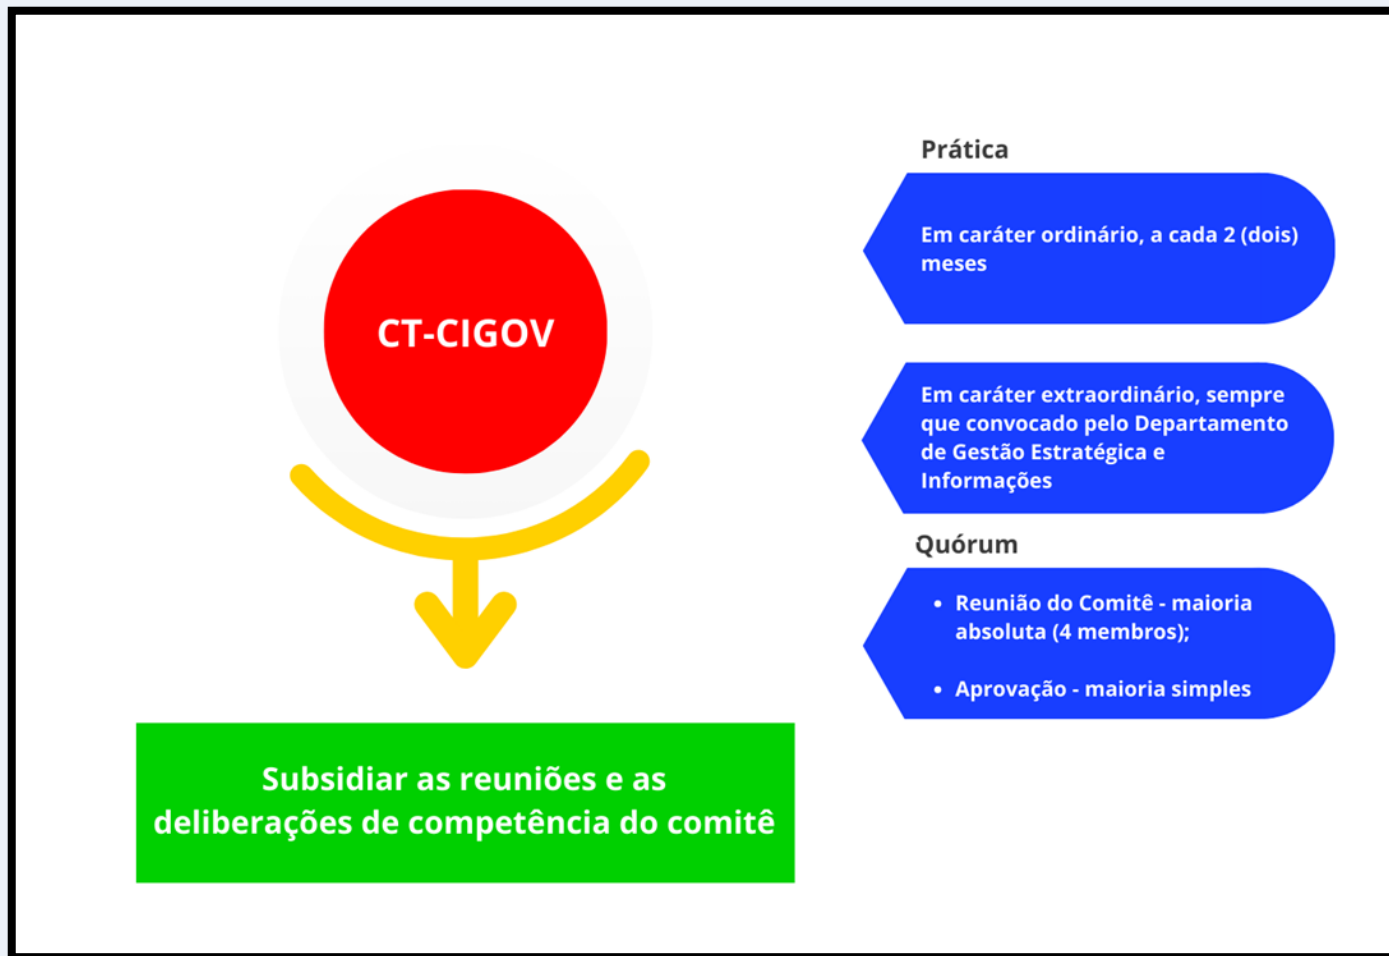 CT-CIGOV
Subsidiar as reuniões e as
deliberações de competência do comitê
Prática
Em caráter ordinário, a cada 2 (dois)
meses
Em caráter extraordinário, sempre
que convocado pelo Departamento
de Gestão Estratégica e
Informações
Quórum
• Reunião do Comitê - maioria
absoluta (4 membros);
• Aprovação - maioria simples